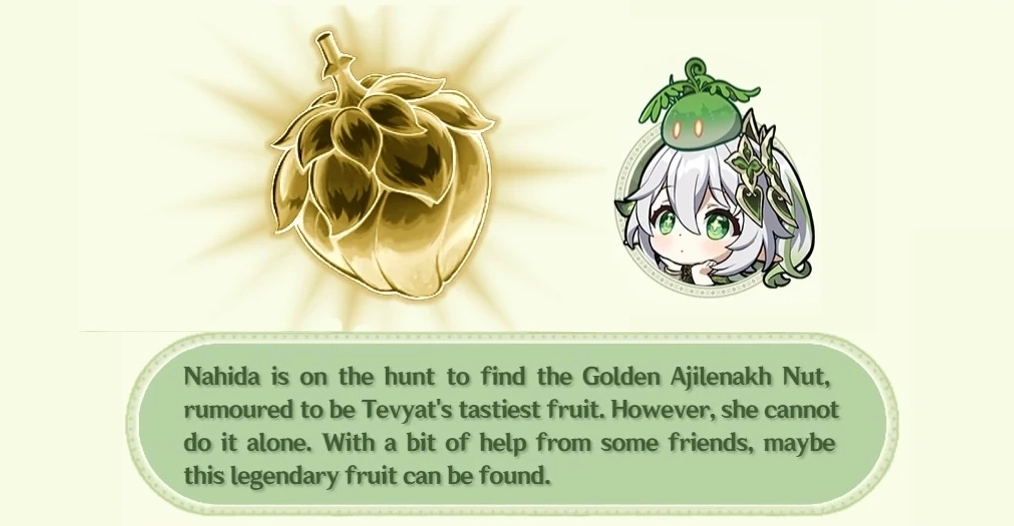 Nahida is on the hunt to find the Golden Ajilenakh Nut,
rumoured to be Tevyat's tastiest fruit. However, she cannot
do it alone. With a bit of help from some friends, maybe
this legendary fruit can be found.